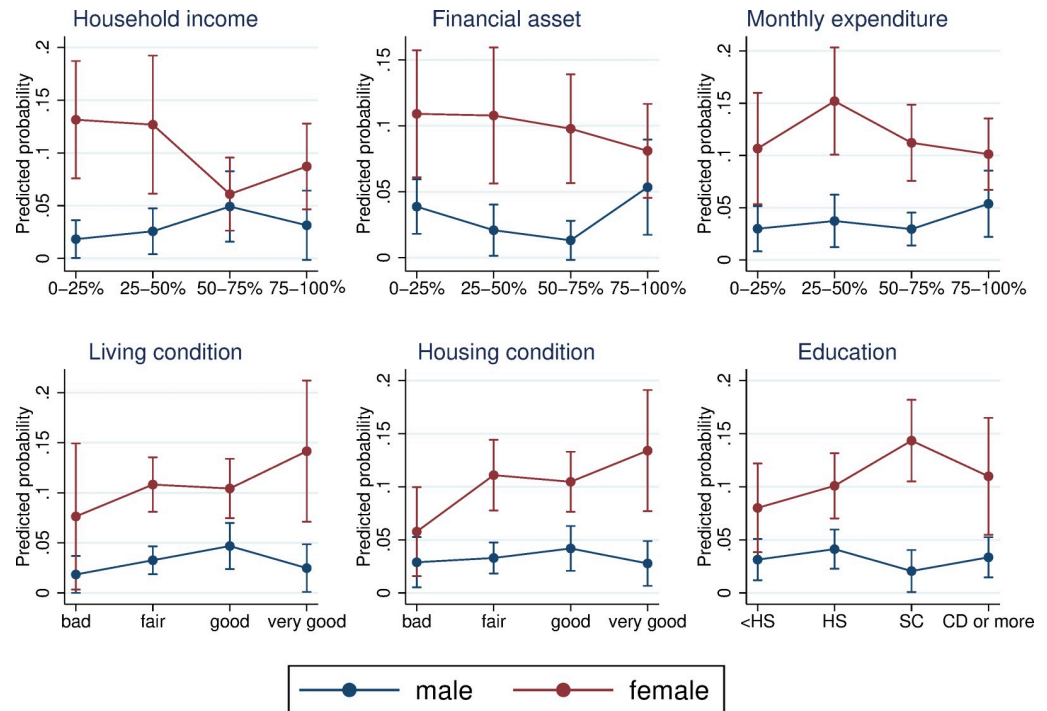 Household income
Predicted probability
.2
.15
.1
.05
0
0–25% 25–50% 50–75% 75–100%
Financial asset
Predicted probability
.15
.1
.05
0
0–25% 25–50% 50–75% 75–100%
Monthly expenditure
Predicted probability
.2
.15
.1
.05
0
0–25% 25–50% 50–75% 75–100%
Living condition
Predicted probability
.2
.15
.1
.05
0
bad fair good very good
Housing condition
Predicted probability
.2
.15
.1
.05
0
bad fair good very good
Education
Predicted probability
.2
.15
.1
.05
0
<HS HS SC CD or more
male female